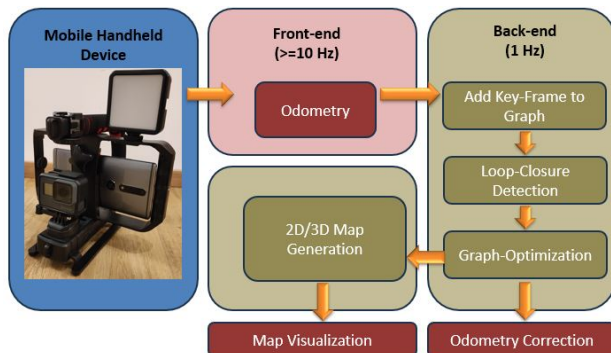 Mobile Handheld
Device
Front-end
(>=10 Hz)
Odometry
Back-end
(1 Hz)
Add Key-Frame to
Graph
Loop-Closure
Detection
Graph-Optimization
2D/3D Map
Generation
Map Visualization
Odometry Correction